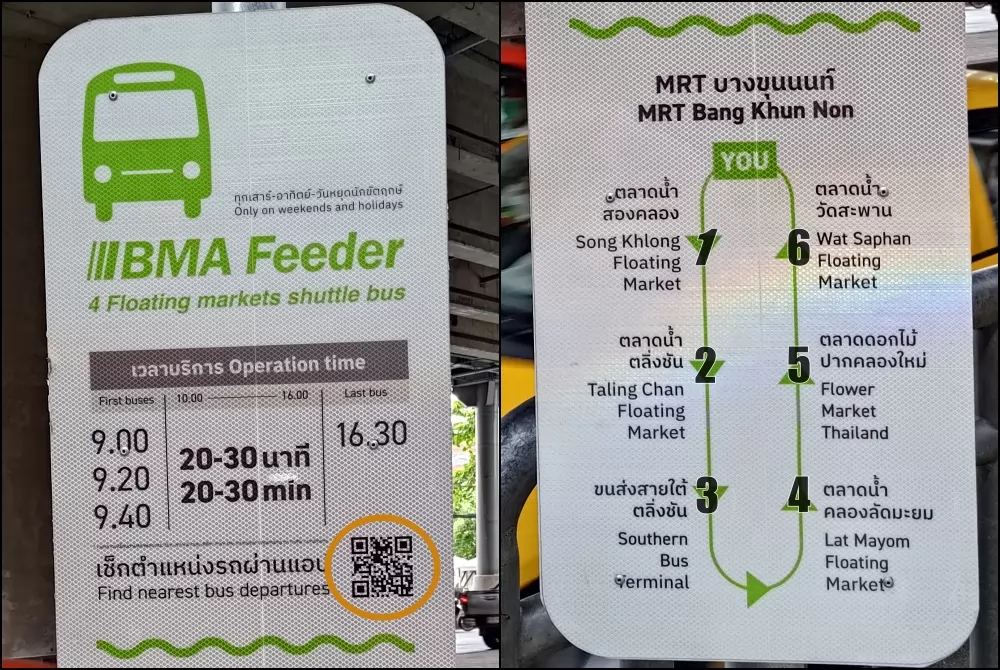 ทุกเสาร์-อาทิตย์-วันหยุดนักขัตฤกษ์
Only on weekends and holidays
BMA Feeder
4 Floating markets shuttle bus
เวลาบริการ Operation time
First buses
10.00
16.00
Last bus
9.00
9.20
9.40
20-30 นาที
20-30 min
16.30
เช็กตำแหน่งรถผ่านแอป
Find nearest bus departures
MRT บางขุนนนท์
MRT Bang Khun Non
YOU
1
ตลาดน้ำ
สองคลอง
Song Khlong
Floating
Market
2
ตลาดน้ำ
ตลิ่งชัน
Taling Chan
Floating
Market
3
ขนส่งสายใต้
ตลิ่งชัน
Southern
Bus
Terminal
4
ตลาดน้ำ
คลองลัดมะยม
Lat Mayom
Floating
Market
5
ตลาดดอกไม้
ปากคลองใหม่
Flower
Market
Thailand
6
ตลาดน้ำ
วัดสะพาน
Wat Saphan
Floating
Market